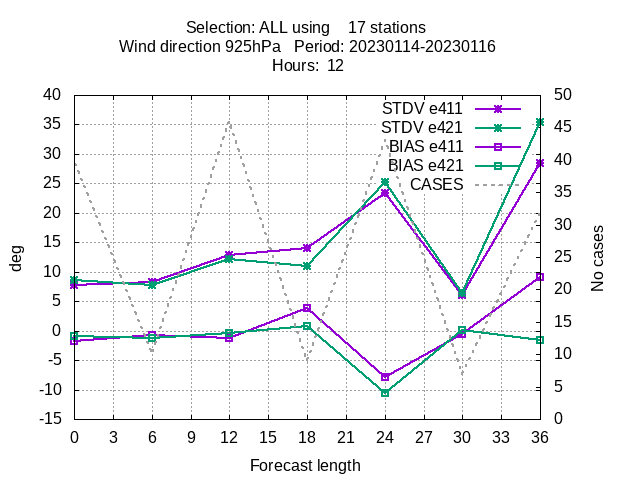 Selection: ALL using 17 stations
Wind direction 925hPa Period: 20230114-20230116
Hours: 12
STDV e411
STDV e421
BIAS e411
BIAS e421
CASES
deg
40
35
30
25
20
15
10
5
0
-5
-10
-15
No cases
50
45
40
35
30
25
20
15
10
5
0
0 3 6 9 12 15 18 21 24 27 30 33 36
Forecast length